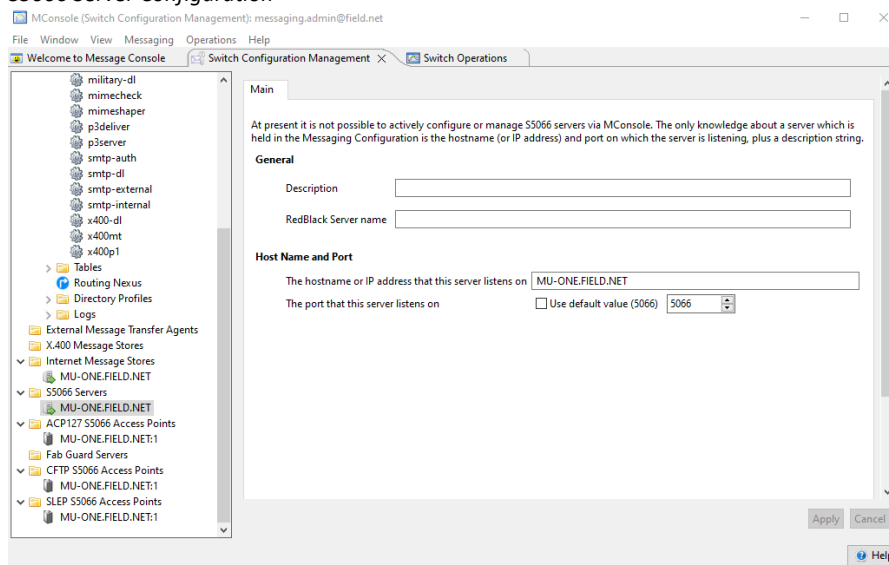 S5066 Server Configuration
MConsole (Switch Configuration Management): messaging.admin@field.net
File Window View Messaging Operations Help
Welcome to Message Console
Switch Configuration Management
Switch Operations
military-dl
mimecheck
mimeshaper
p3deliver
p3server
smtp-auth
smtp-dl
smtp-external
smtp-internal
x400-dl
x400mt
x400p1
Tables
Routing Nexus
Directory Profiles
Logs
External Message Transfer Agents
X.400 Message Stores
Internet Message Stores
MU-ONE.FIELD.NET
S5066 Servers
MU-ONE.FIELD.NET
ACP127 S5066 Access Points
MU-ONE.FIELD.NET:1
Fab Guard Servers
CFTP S5066 Access Points
MU-ONE.FIELD.NET:1
SLEP S5066 Access Points
MU-ONE.FIELD.NET:1
Main
At present it is not possible to actively configure or manage S5066 servers via MConsole. The only knowledge about a server which is
held in the Messaging Configuration is the hostname (or IP address) and port on which the server is listening, plus a description string.
General
Description
RedBlack Server name
Host Name and Port
The hostname or IP address that this server listens on MU-ONE.FIELD.NET
The port that this server listens on Use default value (5066) 5066
Apply Cancel
Help